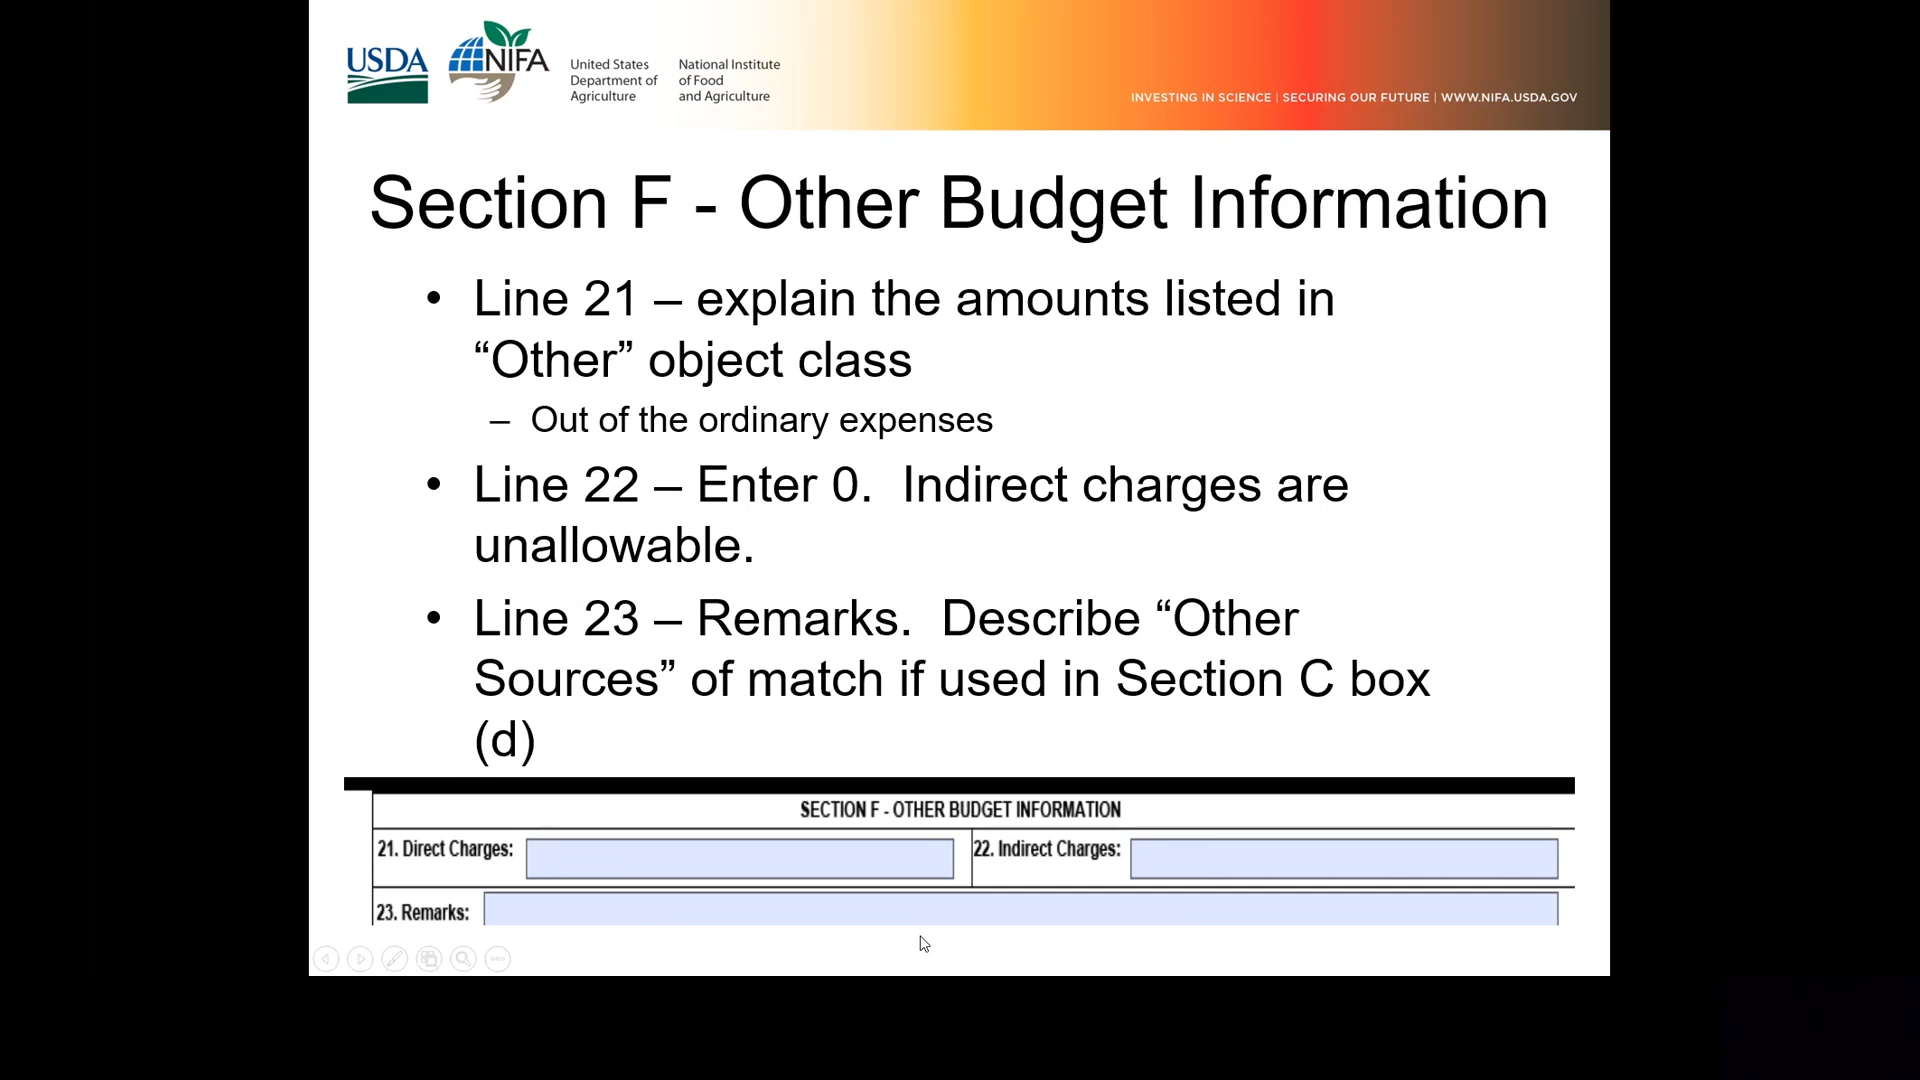 USDA
NIFA
United States
Department of
Agriculture
National Institute
of Food
and Agriculture
INVESTING IN SCIENCE | SECURING OUR FUTURE | WWW.NIFA.USDA.GOV
Section F - Other Budget Information
• Line 21 – explain the amounts listed in
“Other” object class
– Out of the ordinary expenses
• Line 22 – Enter 0.  Indirect charges are
unallowable.
• Line 23 – Remarks.  Describe “Other
Sources” of match if used in Section C box
(d)
SECTION F - OTHER BUDGET INFORMATION
21. Direct Charges:
22. Indirect Charges:
23. Remarks: